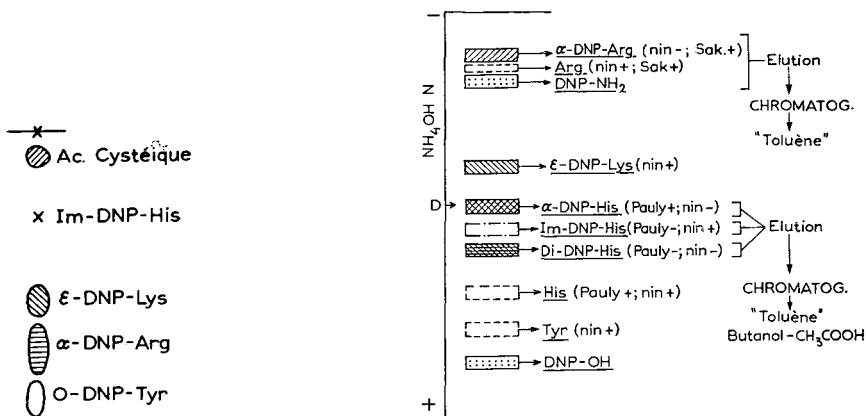 Ac. Cystéique
x Im-DNP-His
ε-DNP-Lys
α-DNP-Arg
O-DNP-Tyr
−
NH₄OH N
D
+
α-DNP-Arg (nin-; Sak.+)
Arg (nin+; Sak+)
DNP-NH₂
Elution
CHROMATOG.
"Toluène"
ε-DNP-Lys (nin+)
α-DNP-His (Pauly+; nin-)
Im-DNP-His (Pauly-; nin+)
Di-DNP-His (Pauly-; nin-)
Elution
CHROMATOG.
"Toluène"
Butanol-CH₃COOH
His (Pauly+; nin+)
Tyr (nin+)
DNP-OH